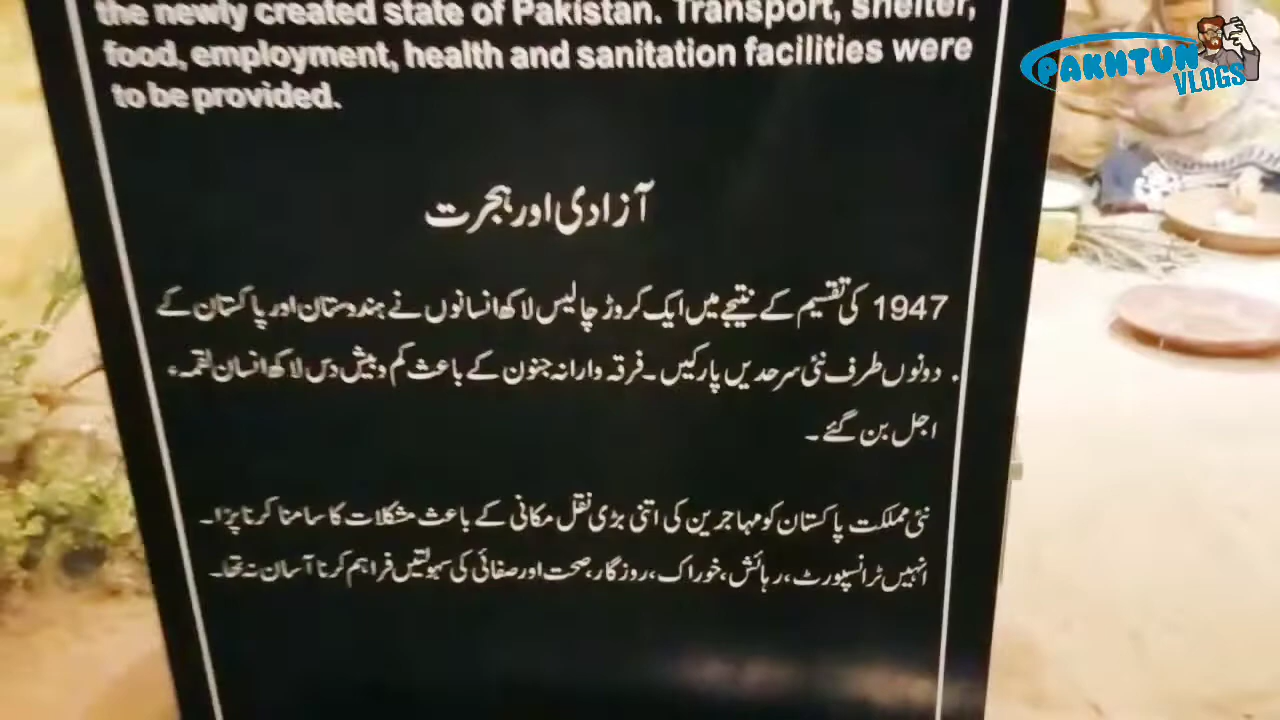 the newly created state of Pakistan. Transport, shelter,
food, employment, health and sanitation facilities were
to be provided.
آزادی اور ہجرت
1947 کی تقسیم کے نتیجے میں ایک کروڑ چالیس لاکھ انسانوں نے ہندوستان اور پاکستان کے
دونوں طرف نئی سرحدیں پار کیں۔ فرقہ وارانہ جنون کے باعث کم و بیش دس لاکھ انسان لقمہء
اجل بن گئے۔
نئی مملکت پاکستان کو مہاجرین کی اتنی بڑی نقل مکانی کے باعث مشکلات کا سامنا کرنا پڑا۔
انہیں ٹرانسپورٹ، رہائش، خوراک، روزگار، صحت اور صفائی کی سہولتیں فراہم کرنا آسان نہ تھا۔
PAKHTUN
VLOGS